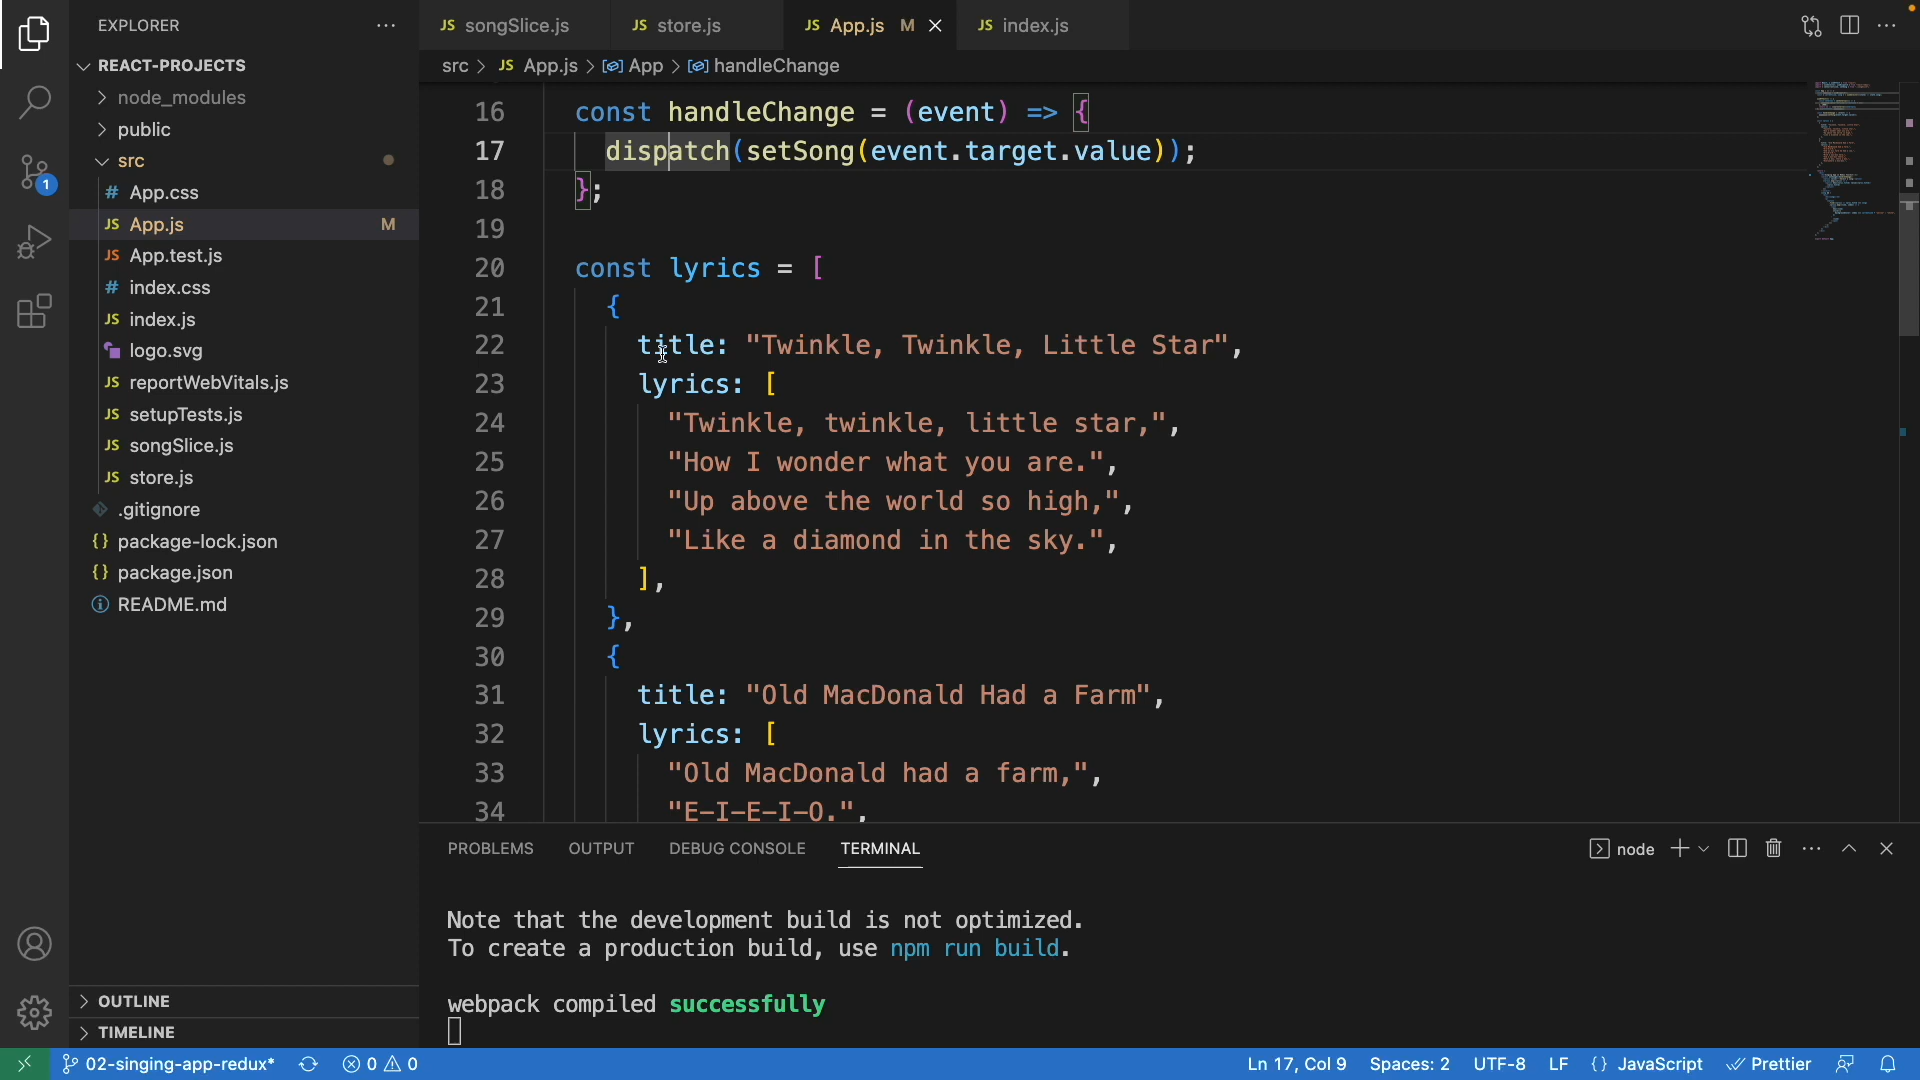 EXPLORER
REACT-PROJECTS
node_modules
public
src
# App.css
JS App.js M
JS App.test.js
# index.css
JS index.js
logo.svg
JS reportWebVitals.js
JS setupTests.js
JS songSlice.js
JS store.js
.gitignore
{} package-lock.json
{} package.json
README.md
OUTLINE
TIMELINE
1
JS songSlice.js
JS store.js
JS App.js M
JS index.js
src > JS App.js > App > handleChange
16 const handleChange = (event) => {
17 dispatch(setSong(event.target.value));
18 };
19
20 const lyrics = [
21 {
22 title: "Twinkle, Twinkle, Little Star",
23 lyrics: [
24 "Twinkle, twinkle, little star,",
25 "How I wonder what you are.",
26 "Up above the world so high,",
27 "Like a diamond in the sky.",
28 ],
29 },
30 {
31 title: "Old MacDonald Had a Farm",
32 lyrics: [
33 "Old MacDonald had a farm,",
34 "E-I-E-I-O.",
PROBLEMS OUTPUT DEBUG CONSOLE TERMINAL
node
Note that the development build is not optimized.
To create a production build, use npm run build.
webpack compiled successfully
02-singing-app-redux* 0 0 Ln 17, Col 9 Spaces: 2 UTF-8 LF {} JavaScript Prettier